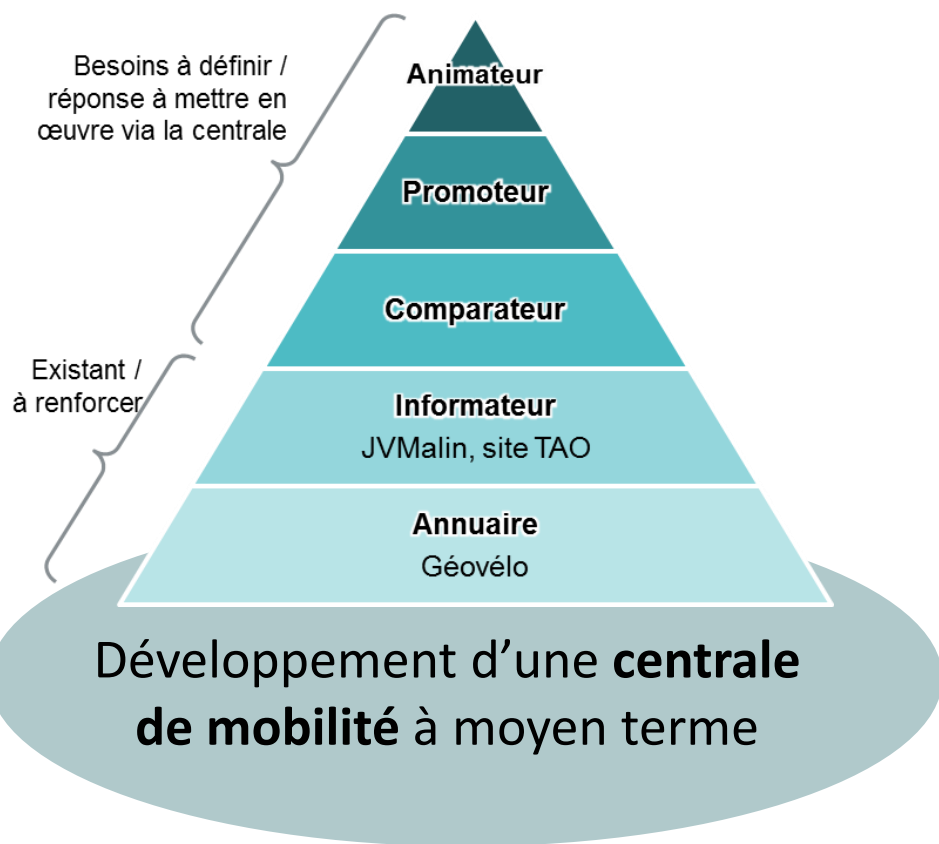 Besoins à définir /
réponse à mettre en
œuvre via la centrale
Animateur
Promoteur
Comparateur
Existant /
à renforcer
Informateur
JVMalin, site TAO
Annuaire
Géovélo
Développement d’une centrale
de mobilité à moyen terme